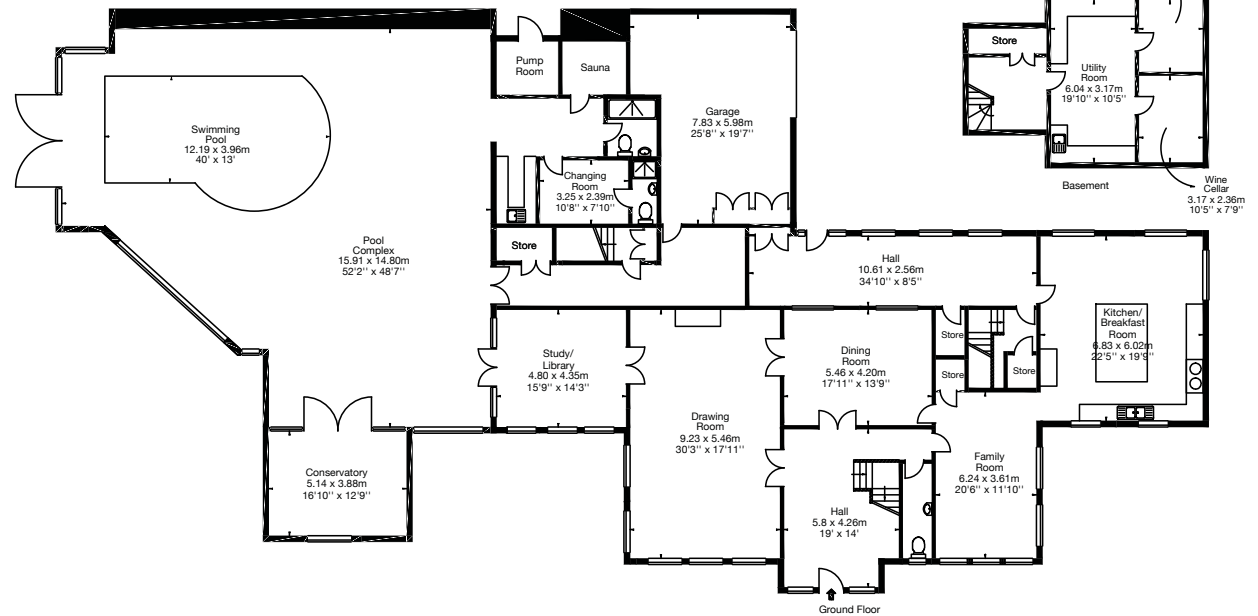 Pump
Room
Sauna
Garage
7.83 x 5.98m
25'8'' x 19'7''
Store
Utility
Room
6.04 x 3.17m
19'10'' x 10'5''
Basement
Wine
Cellar
3.17 x 2.36m
10'5'' x 7'9''
Swimming
Pool
12.19 x 3.96m
40' x 13'
Changing
Room
3.25 x 2.39m
10'8'' x 7'10''
Pool
Complex
15.91 x 14.80m
52'2'' x 48'7''
Store
Hall
10.61 x 2.56m
34'10'' x 8'5''
Kitchen/
Breakfast
Room
6.83 x 6.02m
22'5'' x 19'9''
Study/
Library
4.80 x 4.35m
15'9'' x 14'3''
Dining
Room
5.46 x 4.20m
17'11'' x 13'9''
Store
Store
Store
Drawing
Room
9.23 x 5.46m
30'3'' x 17'11''
Conservatory
5.14 x 3.88m
16'10'' x 12'9''
Family
Room
6.24 x 3.61m
20'6'' x 11'10''
Hall
5.8 x 4.26m
19' x 14'
Ground Floor